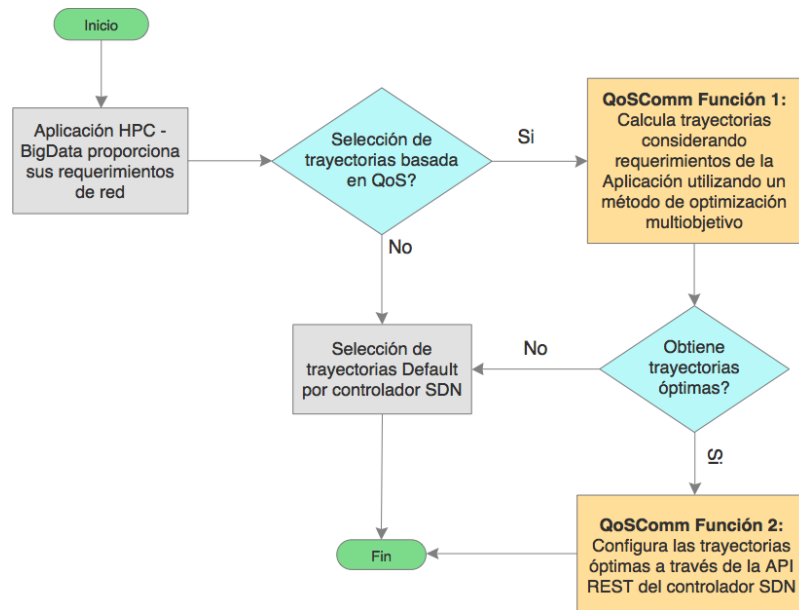 Inicio
Aplicación HPC -
BigData proporciona
sus requerimientos
de red
Selección de
trayectorias basada
en QoS?
Si
QoSComm Función 1:
Calcula trayectorias
considerando
requerimientos de la
Aplicación utilizando un
método de optimización
multiobjetivo
No
Selección de
trayectorias Default
por controlador SDN
No
Obtiene
trayectorias
óptimas?
Si
QoSComm Función 2:
Configura las trayectorias
óptimas a través de la API
REST del controlador SDN
Fin